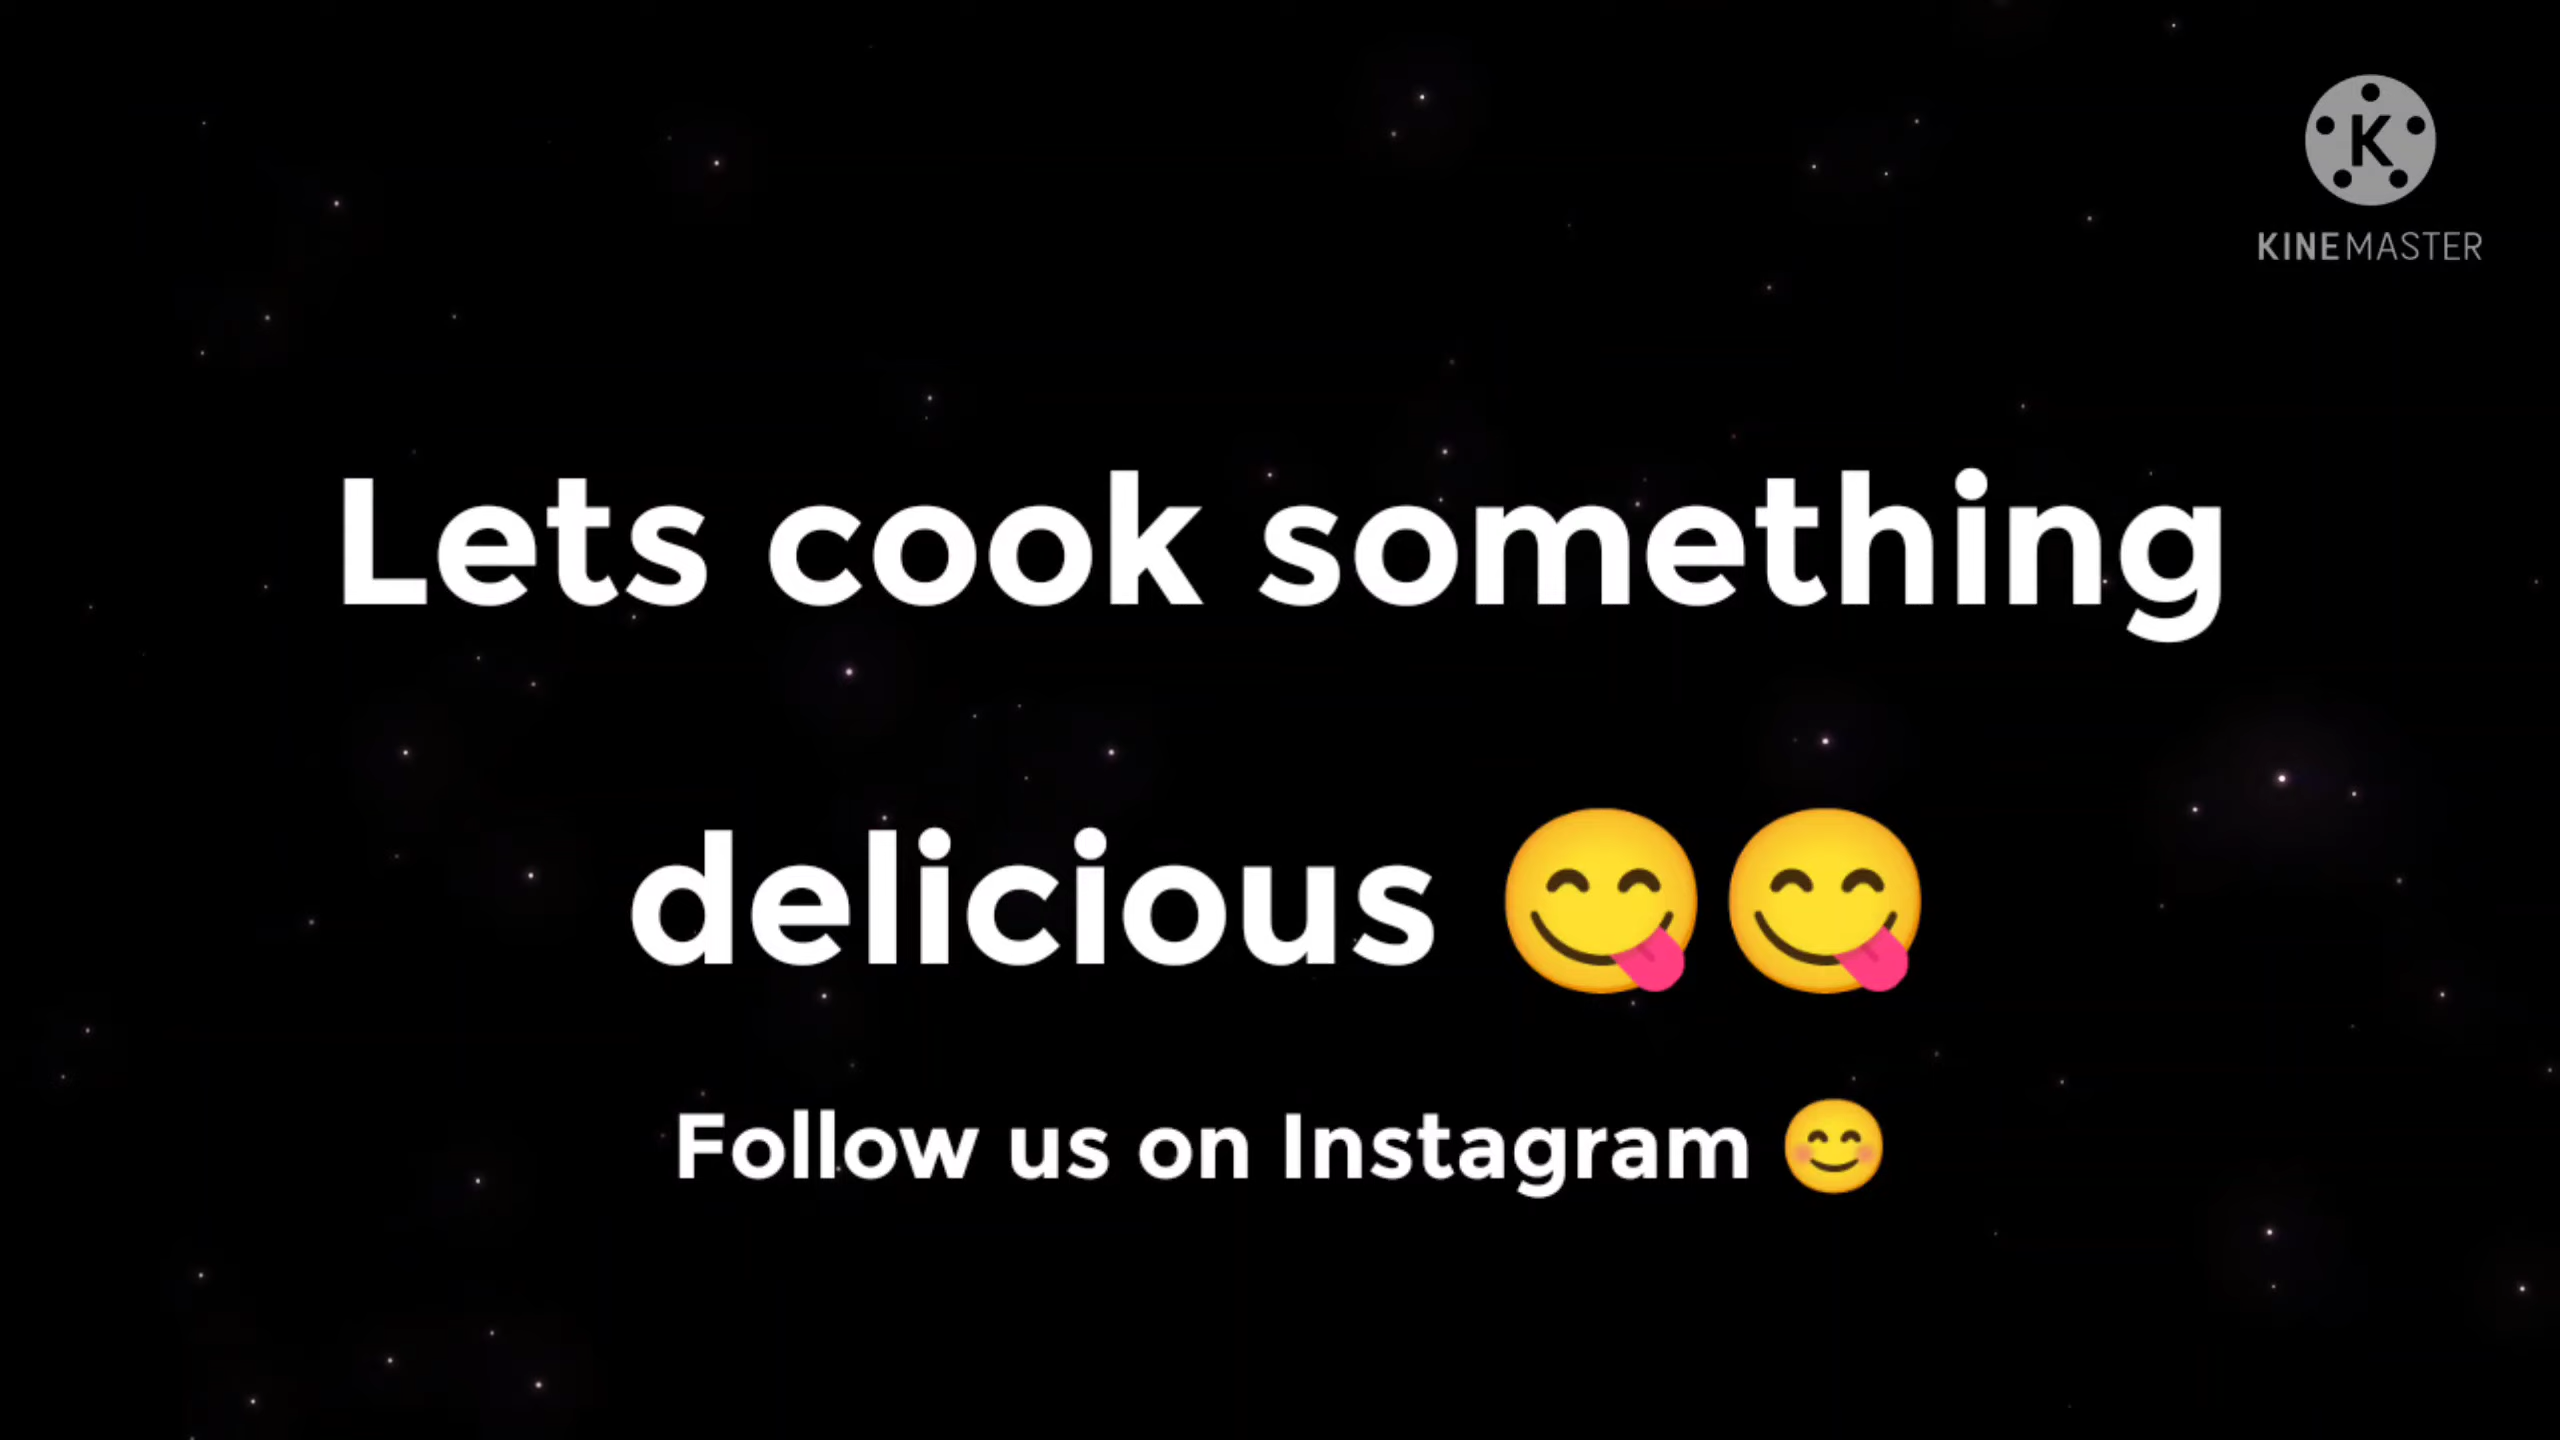 K
KINEMASTER
Lets cook something
delicious 😋😋
Follow us on Instagram 😊